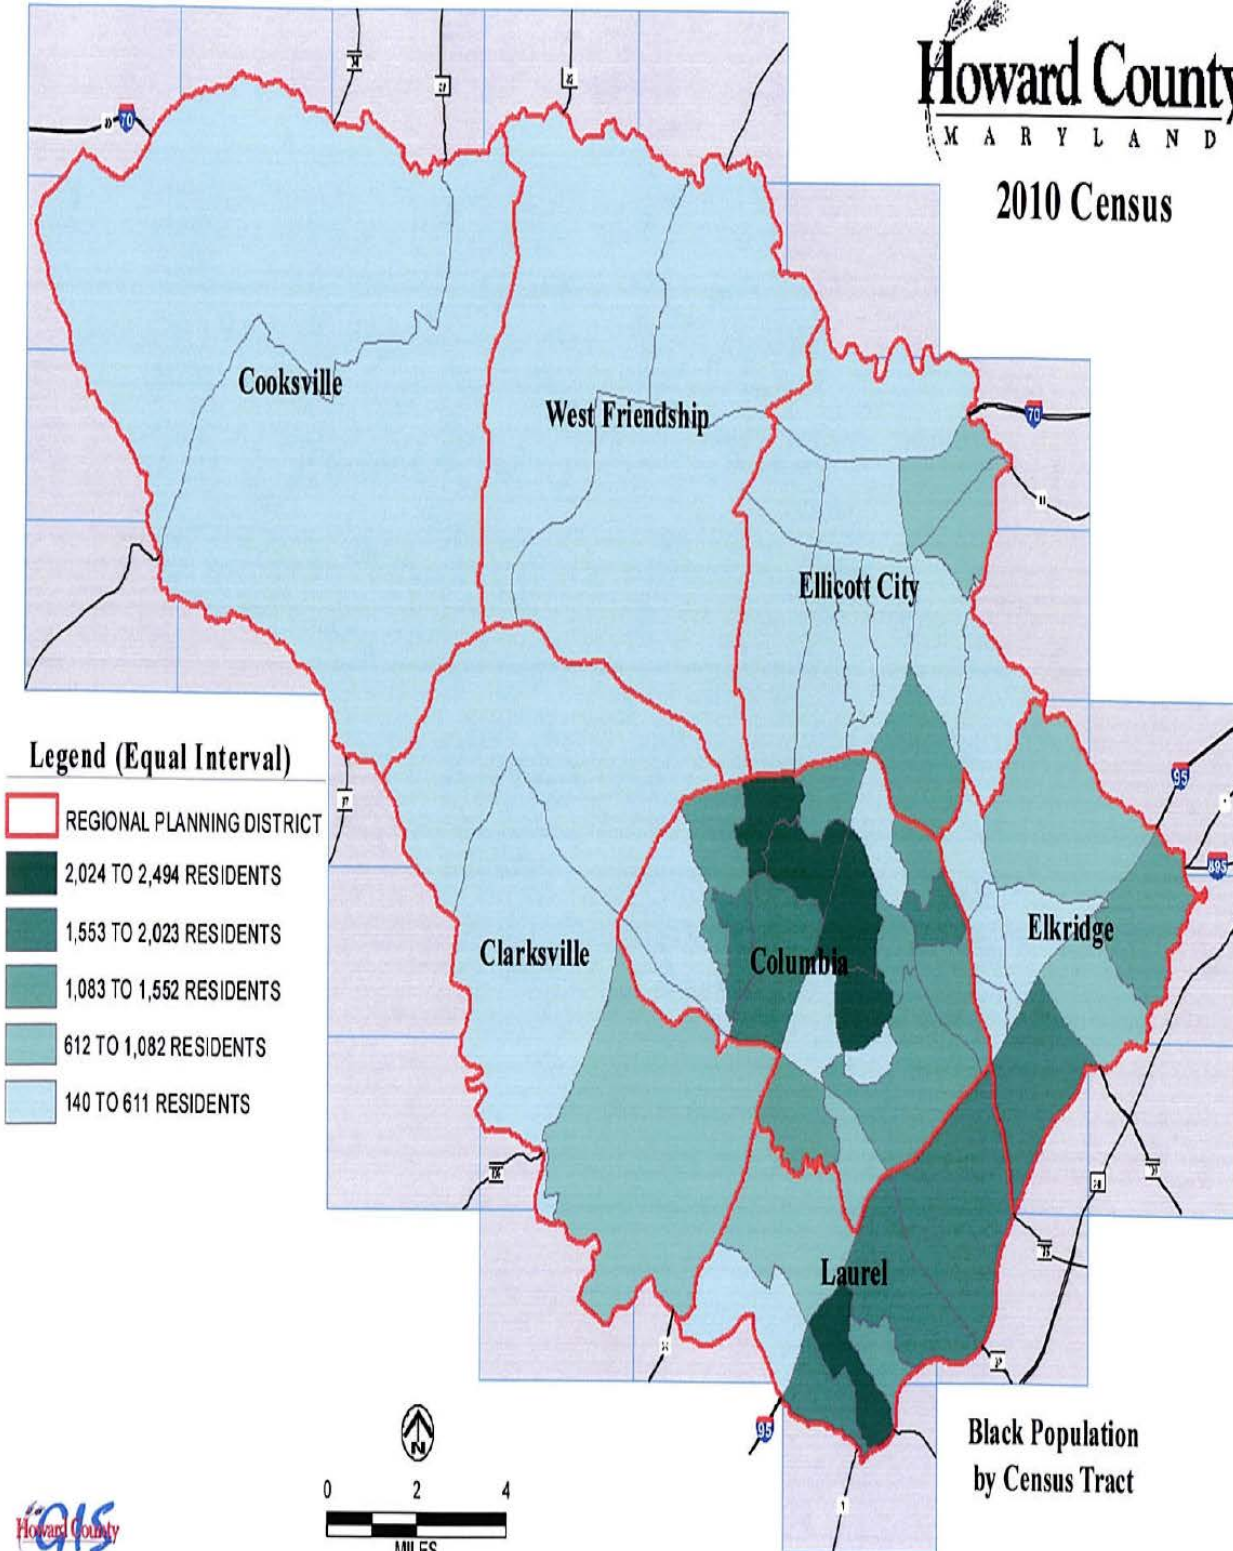 Howard County
MARYLAND
2010 Census
70
70
Cooksville
West Friendship
Ellicott City
Legend (Equal Interval)
REGIONAL PLANNING DISTRICT
2,024 TO 2,494 RESIDENTS
1,553 TO 2,023 RESIDENTS
1,083 TO 1,552 RESIDENTS
612 TO 1,082 RESIDENTS
140 TO 611 RESIDENTS
95
895
Clarksville
Columbia
Elkridge
Laurel
95
1
N
0 2 4
MILES
Black Population
by Census Tract
Howard County
GIS